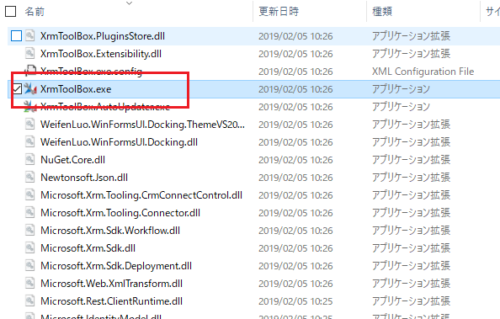 名前 更新日時 種類 サイ
XrmToolBox.PluginsStore.dll 2019/02/05 10:26 アプリケーション拡張
XrmToolBox.Extensibility.dll 2019/02/05 10:26 アプリケーション拡張
XrmToolBox.exe.config 2019/02/05 10:26 XML Configuration File
XrmToolBox.exe 2019/02/05 10:26 アプリケーション
XrmToolBox.AutoUpdater.exe 2019/02/05 10:26 アプリケーション
WeifenLuo.WinFormsUI.Docking.ThemeVS20... 2019/02/05 10:26 アプリケーション拡張
WeifenLuo.WinFormsUI.Docking.dll 2019/02/05 10:26 アプリケーション拡張
NuGet.Core.dll 2019/02/05 10:26 アプリケーション拡張
Newtonsoft.Json.dll 2019/02/05 10:26 アプリケーション拡張
Microsoft.Xrm.Tooling.CrmConnectControl.dll 2019/02/05 10:26 アプリケーション拡張
Microsoft.Xrm.Tooling.Connector.dll 2019/02/05 10:26 アプリケーション拡張
Microsoft.Xrm.Sdk.Workflow.dll 2019/02/05 10:26 アプリケーション拡張
Microsoft.Xrm.Sdk.dll 2019/02/05 10:26 アプリケーション拡張
Microsoft.Xrm.Sdk.Deployment.dll 2019/02/05 10:26 アプリケーション拡張
Microsoft.Web.XmlTransform.dll 2019/02/05 10:26 アプリケーション拡張
Microsoft.Rest.ClientRuntime.dll 2019/02/05 10:25 アプリケーション拡張
Microsoft.IdentityModel.dll 2019/02/05 10:25 アプリケーション拡張